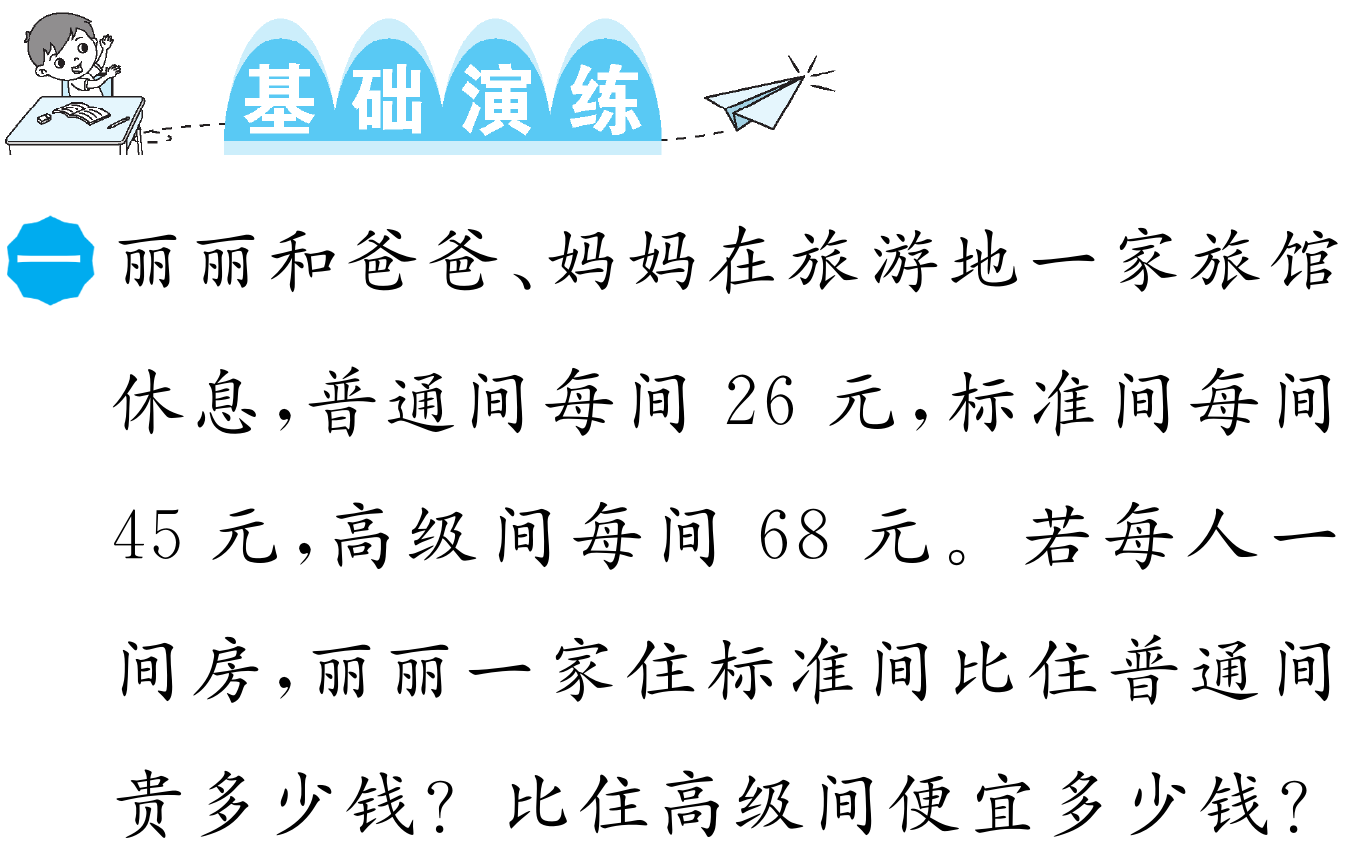 基础演练
一 丽丽和爸爸、妈妈在旅游地一家旅馆
休息,普通间每间 26 元,标准间每间
45 元,高级间每间 68 元。若每人一
间房,丽丽一家住标准间比住普通间
贵多少钱?比住高级间便宜多少钱?